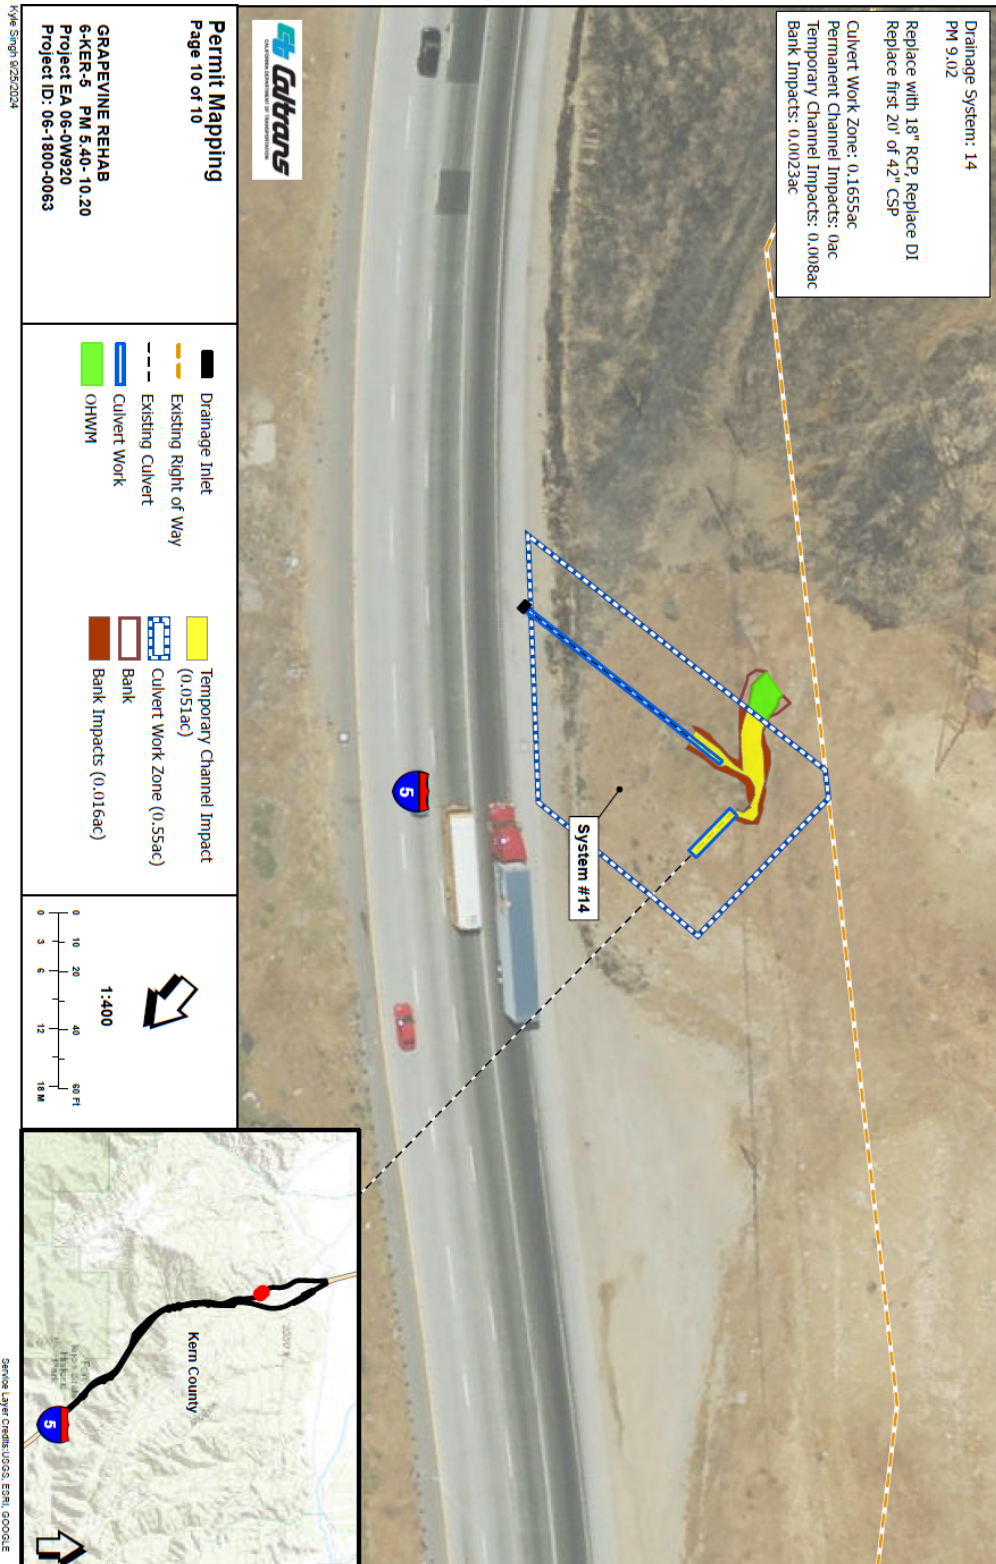 Drainage System: 14
PM 9.02
Replace with 18" RCP, Replace DI
Replace first 20' of 42" CSP
Culvert Work Zone: 0.1655ac
Permanent Channel Impacts: 0ac
Temporary Channel Impacts: 0.008ac
Bank Impacts: 0.0023ac
System #14
5
Caltrans
CALIFORNIA DEPARTMENT OF TRANSPORTATION
Permit Mapping
Page 10 of 10
GRAPEVINE REHAB
6-KER-5 PM 5.40- 10.20
Project EA 06-0W920
Project ID: 06-1800-0063
Drainage Inlet
Existing Right of Way
Existing Culvert
Culvert Work
OHWM
Temporary Channel Impact
(0.051ac)
Culvert Work Zone (0.55ac)
Bank
Bank Impacts (0.016ac)
1:400
0 10 20 40 60 Ft
0 3 6 12 18 M
Kern County
5
Kyle Singh 9/25/2024
Service Layer Credits:USGS, ESRI, GOOGLE